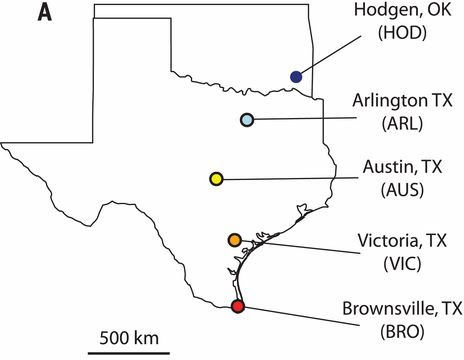 A
Hodgen, OK
(HOD)
Arlington TX
(ARL)
Austin, TX
(AUS)
Victoria, TX
(VIC)
Brownsville, TX
(BRO)
500 km